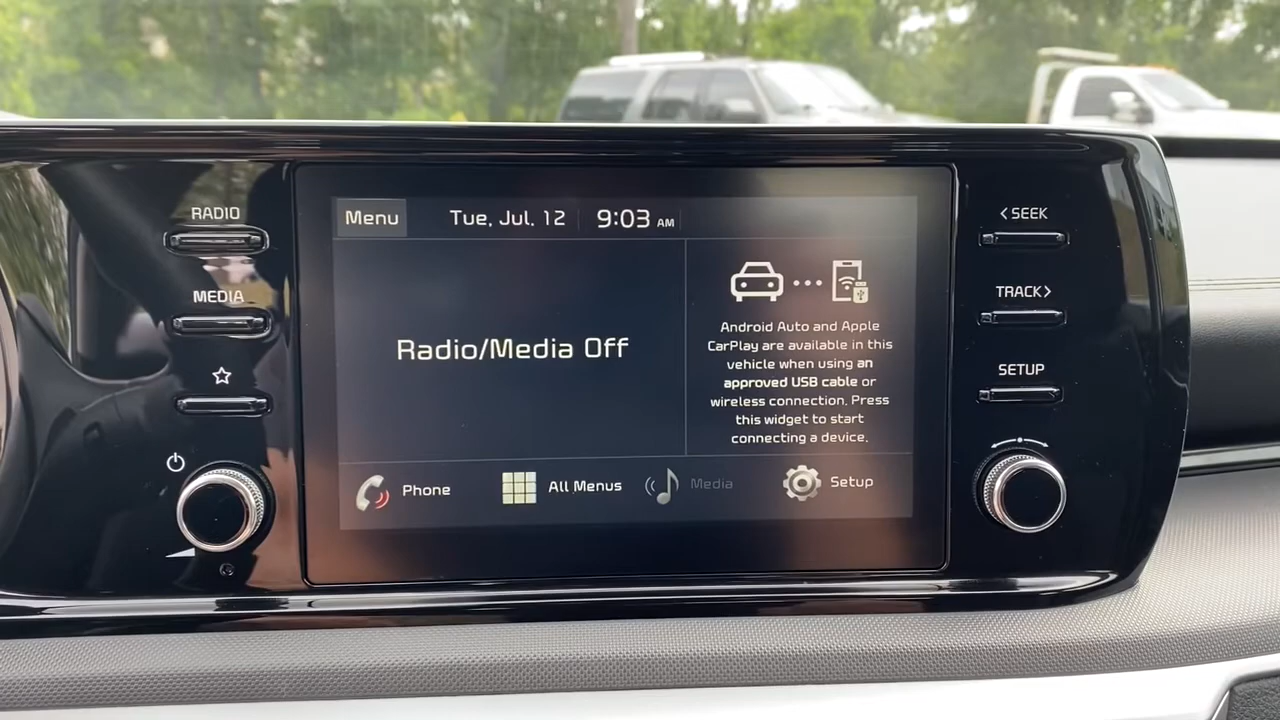 RADIO
MEDIA
Menu
Tue, Jul. 12
9:03 AM
Radio/Media Off
Android Auto and Apple
CarPlay are available in this
vehicle when using an
approved USB cable or
wireless connection. Press
this widget to start
connecting a device.
Phone
All Menus
Media
Setup
< SEEK
TRACK >
SETUP